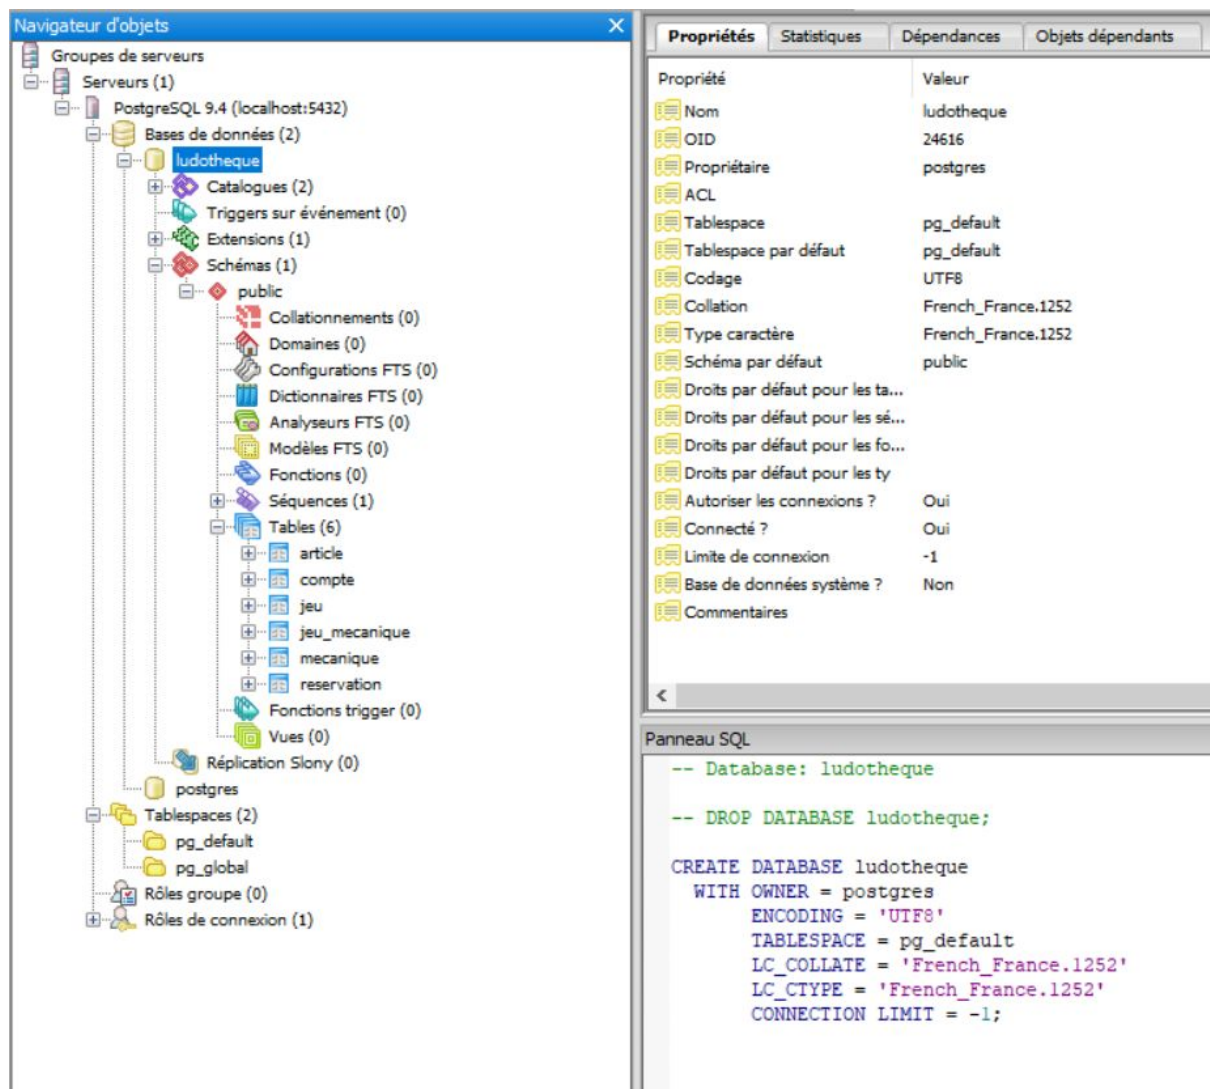 Navigateur d'objets
Groupes de serveurs
Serveurs (1)
PostgreSQL 9.4 (localhost:5432)
Bases de données (2)
ludotheque
Catalogues (2)
Triggers sur événement (0)
Extensions (1)
Schémas (1)
public
Collationnements (0)
Domaines (0)
Configurations FTS (0)
Dictionnaires FTS (0)
Analyseurs FTS (0)
Modèles FTS (0)
Fonctions (0)
Séquences (1)
Tables (6)
article
compte
jeu
jeu_mecanique
mecanique
reservation
Fonctions trigger (0)
Vues (0)
Réplication Slony (0)
postgres
Tablespaces (2)
pg_default
pg_global
Rôles groupe (0)
Rôles de connexion (1)
Propriétés Statistiques Dépendances Objets dépendants
Propriété Valeur
Nom ludotheque
OID 24616
Propriétaire postgres
ACL
Tablespace pg_default
Tablespace par défaut pg_default
Codage UTF8
Collation French_France.1252
Type caractère French_France.1252
Schéma par défaut public
Droits par défaut pour les ta...
Droits par défaut pour les sé...
Droits par défaut pour les fo...
Droits par défaut pour les ty
Autoriser les connexions ? Oui
Connecté ? Oui
Limite de connexion -1
Base de données système ? Non
Commentaires
Panneau SQL
-- Database: ludotheque
-- DROP DATABASE ludotheque;
CREATE DATABASE ludotheque
WITH OWNER = postgres
ENCODING = 'UTF8'
TABLESPACE = pg_default
LC_COLLATE = 'French_France.1252'
LC_CTYPE = 'French_France.1252'
CONNECTION LIMIT = -1;